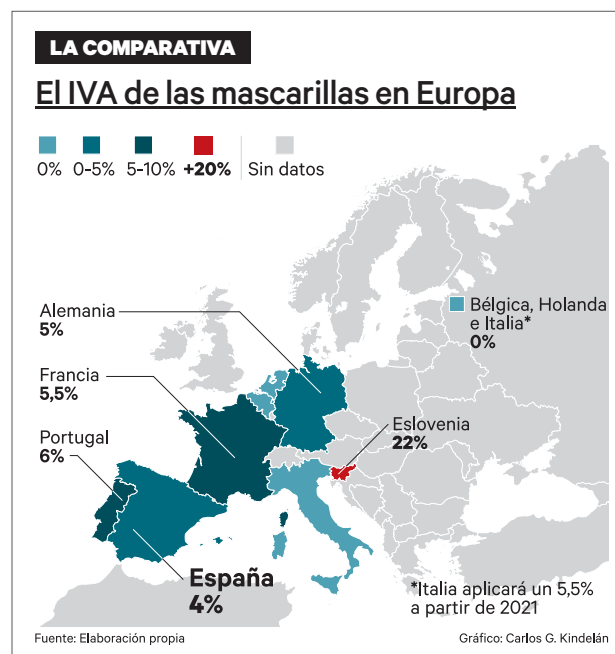 LA COMPARATIVA
El IVA de las mascarillas en Europa
0% 0-5% 5-10% +20% Sin datos
Alemania
5%
Bélgica, Holanda
e Italia*
0%
Francia
5,5%
Eslovenia
22%
Portugal
6%
España
4%
*Italia aplicará un 5,5%
a partir de 2021
Fuente: Elaboración propia
Gráfico: Carlos G. Kindelán